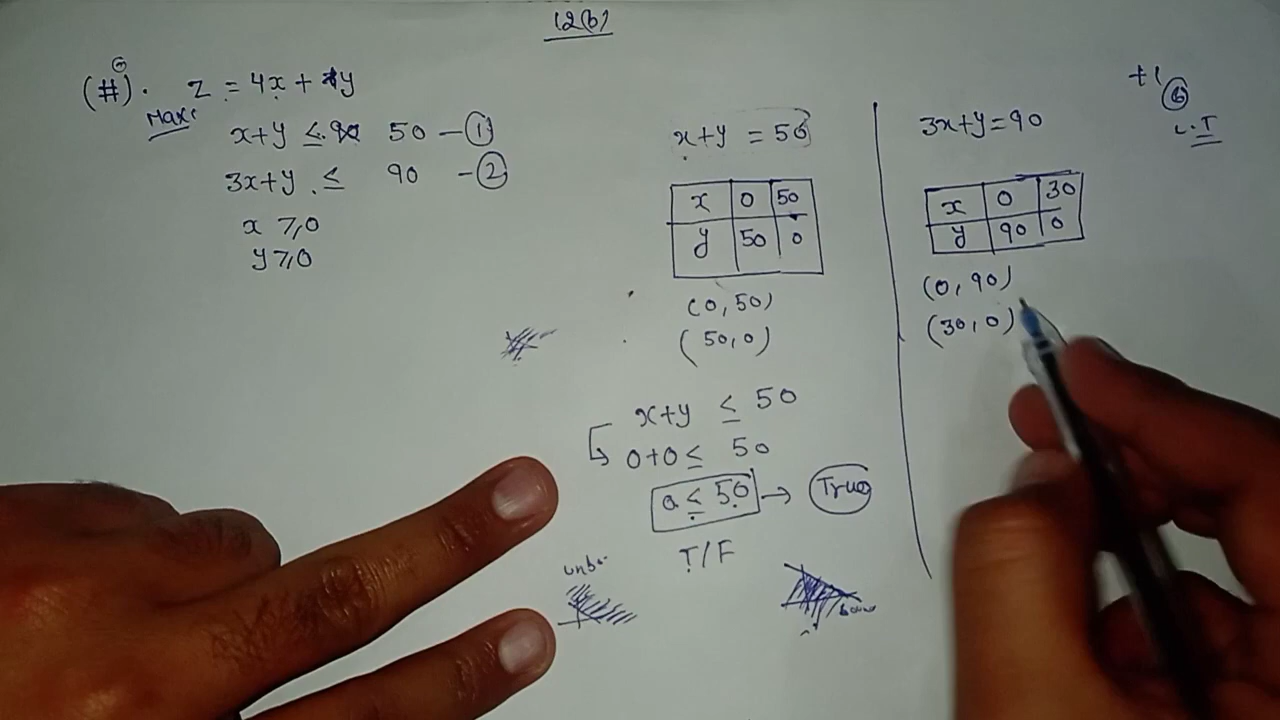 12(b)
(#). Z = 4x + y
Max
x+y ≤ 50 - ①
3x+y ≤ 90 - ②
x ≥ 0
y ≥ 0
x+y = 50
x 0 50
y 50 0
(0, 50)
(50, 0)
x+y ≤ 50
0+0 ≤ 50
0 ≤ 50 → True
T/F
3x+y = 90
x 0 30
y 90 0
(0, 90)
(30, 0)